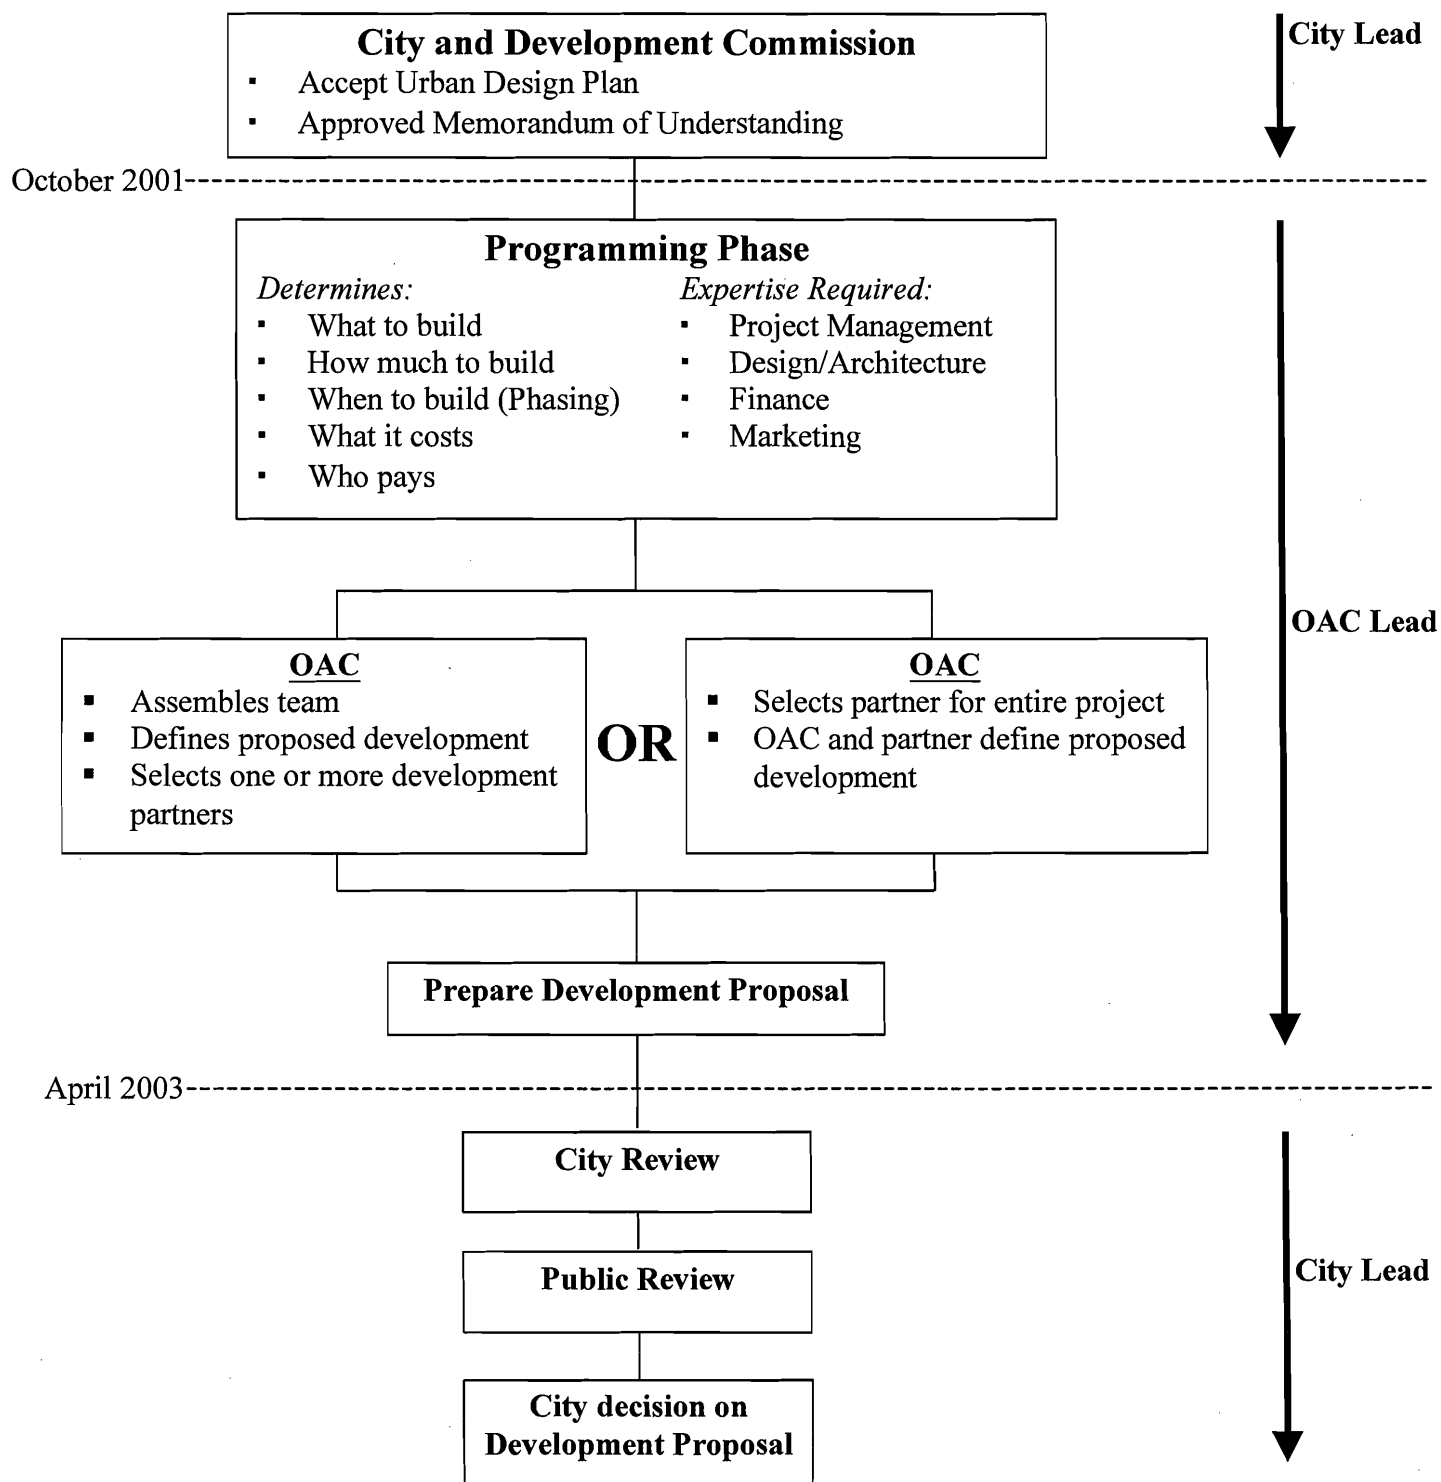 City and Development Commission
▪ Accept Urban Design Plan
▪ Approved Memorandum of Understanding
City Lead
October 2001
Programming Phase
Determines:
▪ What to build
▪ How much to build
▪ When to build (Phasing)
▪ What it costs
▪ Who pays
Expertise Required:
▪ Project Management
▪ Design/Architecture
▪ Finance
▪ Marketing
OAC Lead
OAC
▪ Assembles team
▪ Defines proposed development
▪ Selects one or more development
partners
OR
OAC
▪ Selects partner for entire project
▪ OAC and partner define proposed
development
Prepare Development Proposal
April 2003
City Review
Public Review
City Lead
City decision on
Development Proposal